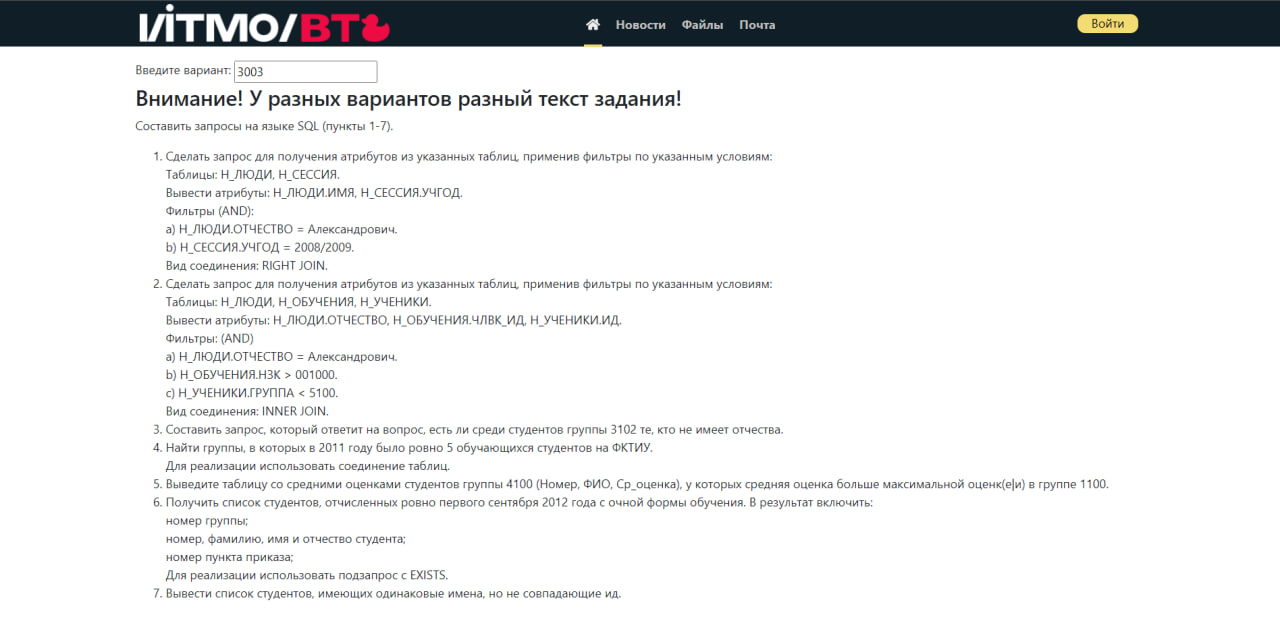 ИTMO/BT
Новости Файлы Почта Войти
Введите вариант: 3003
Внимание! У разных вариантов разный текст задания!
Составить запросы на языке SQL (пункты 1-7).
1. Сделать запрос для получения атрибутов из указанных таблиц, применив фильтры по указанным условиям:
Таблицы: Н_ЛЮДИ, Н_СЕССИЯ.
Вывести атрибуты: Н_ЛЮДИ.ИМЯ, Н_СЕССИЯ.УЧГОД.
Фильтры (AND):
a) Н_ЛЮДИ.ОТЧЕСТВО = Александрович.
b) Н_СЕССИЯ.УЧГОД = 2008/2009.
Вид соединения: RIGHT JOIN.
2. Сделать запрос для получения атрибутов из указанных таблиц, применив фильтры по указанным условиям:
Таблицы: Н_ЛЮДИ, Н_ОБУЧЕНИЯ, Н_УЧЕНИКИ.
Вывести атрибуты: Н_ЛЮДИ.ОТЧЕСТВО, Н_ОБУЧЕНИЯ.ЧЛВК_ИД, Н_УЧЕНИКИ.ИД.
Фильтры: (AND)
a) Н_ЛЮДИ.ОТЧЕСТВО = Александрович.
b) Н_ОБУЧЕНИЯ.НЗК > 001000.
c) Н_УЧЕНИКИ.ГРУППА < 5100.
Вид соединения: INNER JOIN.
3. Составить запрос, который ответит на вопрос, есть ли среди студентов группы 3102 те, кто не имеет отчества.
4. Найти группы, в которых в 2011 году было ровно 5 обучающихся студентов на ФКТИУ.
Для реализации использовать соединение таблиц.
5. Выведите таблицу со средними оценками студентов группы 4100 (Номер, ФИО, Ср_оценка), у которых средняя оценка больше максимальной оценк(е|и) в группе 1100.
6. Получить список студентов, отчисленных ровно первого сентября 2012 года с очной формы обучения. В результат включить:
номер группы;
номер, фамилию, имя и отчество студента;
номер пункта приказа;
Для реализации использовать подзапрос с EXISTS.
7. Вывести список студентов, имеющих одинаковые имена, но не совпадающие ид.